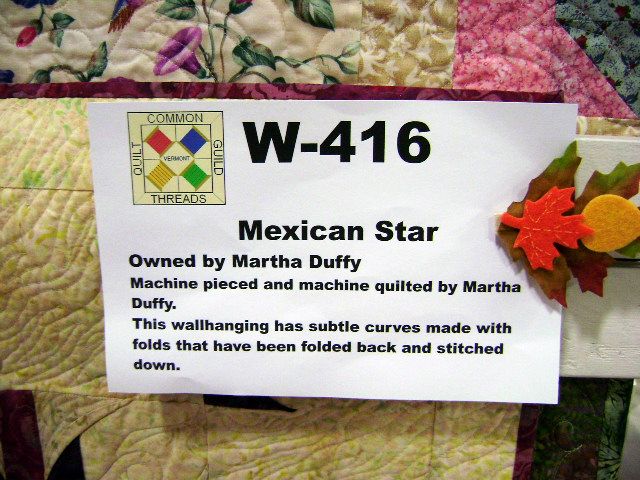 COMMON
QUILT
GUILD
VERMONT
THREADS
W-416
Mexican Star
Owned by Martha Duffy
Machine pieced and machine quilted by Martha
Duffy.
This wallhanging has subtle curves made with
folds that have been folded back and stitched
down.